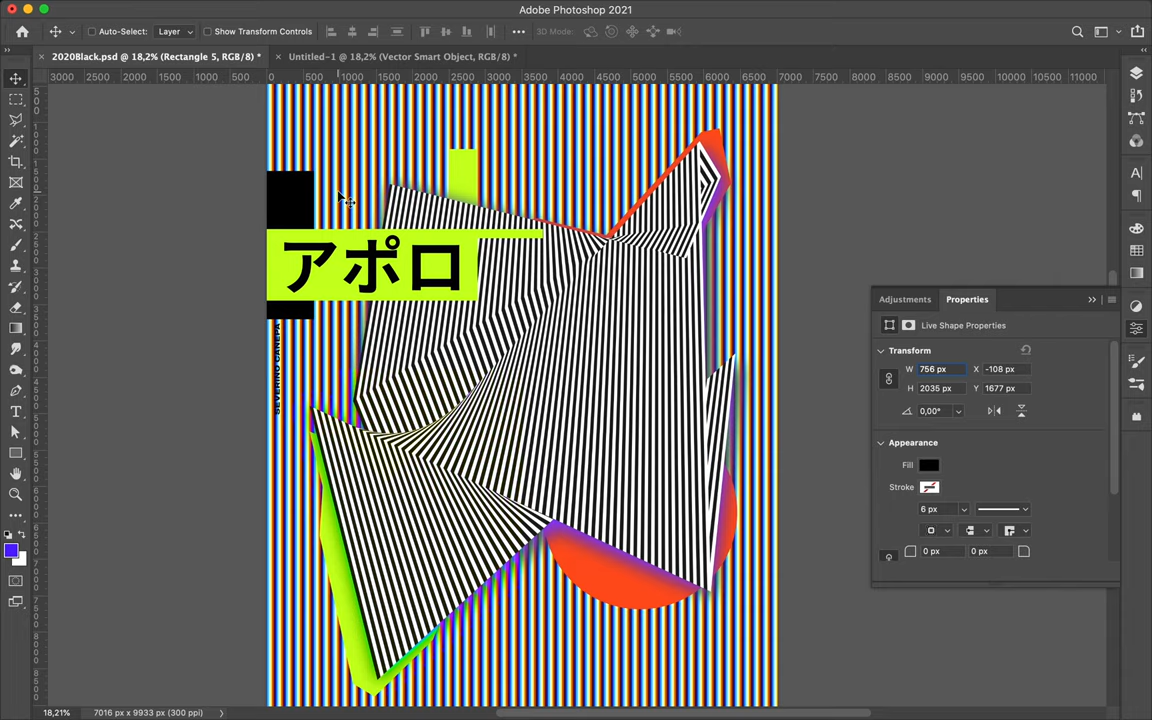 Adobe Photoshop 2021
Auto-Select: Layer Show Transform Controls 3D Mode:
2020Black.psd @ 18,2% (Rectangle 5, RGB/8) * Untitled-1 @ 18,2% (Vector Smart Object, RGB/8) *
3000 2500 2000 1500 1000 500 0 500 1000 1500 2000 2500 3000 3500 4000 4500 5000 5500 6000 6500 7000 7500 8000 8500 9000 9500 10000 10500 11000
アポロ
SEVERINO CANEPA
Adjustments Properties
Live Shape Properties
Transform
W 756 px X -108 px
H 2035 px Y 1677 px
0,00°
Appearance
Fill
Stroke
6 px
0 px 0 px
18,21% 7016 px x 9933 px (300 ppi)